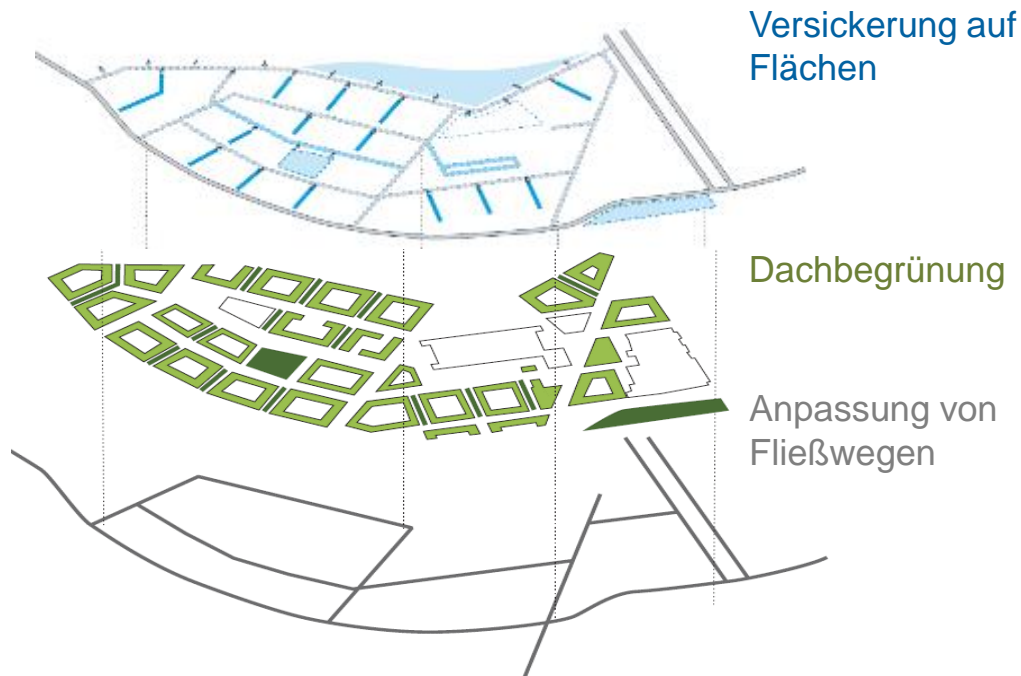 Versickerung auf
Flächen
Dachbegrünung
Anpassung von
Fließwegen